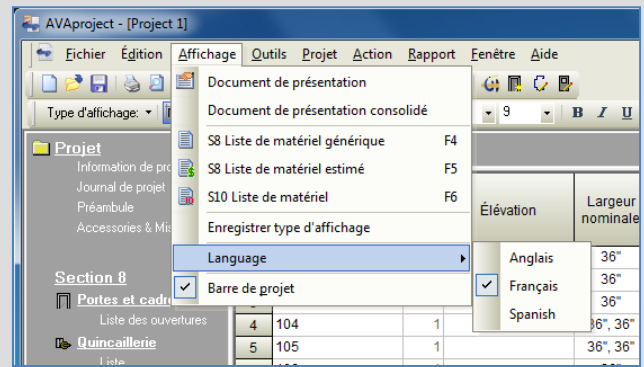 AVAproject - [Project 1]
Fichier Édition Affichage Outils Projet Action Rapport Fenêtre Aide
Type d'affichage:
9 B I U
Document de présentation
Document de présentation consolidé
S8 Liste de matériel générique F4
S8 Liste de matériel estimé F5
S10 Liste de matériel F6
Enregistrer type d'affichage
Language
Barre de projet
Anglais
Français
Spanish
Projet
Information de
Journal de projet
Préambule
Accessories &
Section 8
Portes et
Liste des ouvertures
Quincaillerie
Liste
Élévation
Largeur nominale
36"
36"
36"
4 104 1 36", 36"
5 105 1 36", 36"